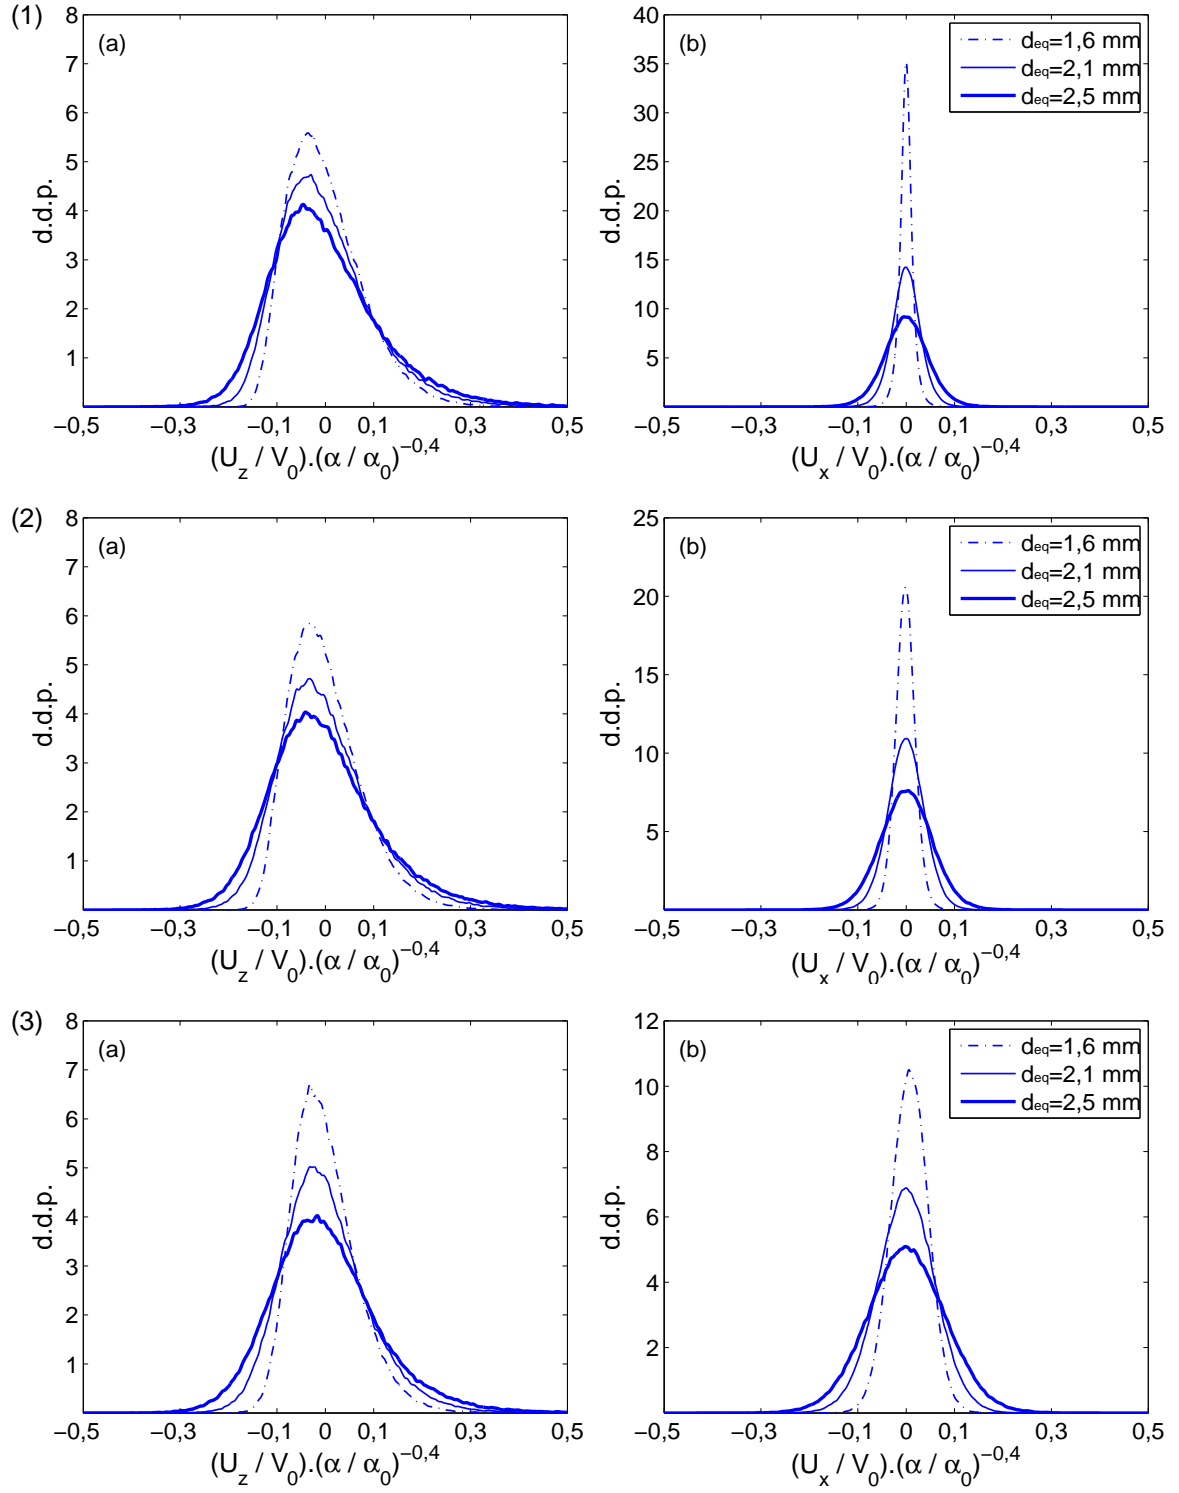 (1)
(a)
8
7
6
5
4
3
2
1
d.d.p.
−0,5 −0,3 −0,1 0 0,1 0,3 0,5
(U_z / V_0).(α / α_0)^−0,4
(b)
40
35
30
25
20
15
10
5
d.d.p.
d_eq=1,6 mm
d_eq=2,1 mm
d_eq=2,5 mm
−0,5 −0,3 −0,1 0 0,1 0,3 0,5
(U_x / V_0).(α / α_0)^−0,4
(2)
(a)
8
7
6
5
4
3
2
1
d.d.p.
−0,5 −0,3 −0,1 0 0,1 0,3 0,5
(U_z / V_0).(α / α_0)^−0,4
(b)
25
20
15
10
5
d.d.p.
d_eq=1,6 mm
d_eq=2,1 mm
d_eq=2,5 mm
−0,5 −0,3 −0,1 0 0,1 0,3 0,5
(U_x / V_0).(α / α_0)^−0,4
(3)
(a)
8
7
6
5
4
3
2
1
d.d.p.
−0,5 −0,3 −0,1 0 0,1 0,3 0,5
(U_z / V_0).(α / α_0)^−0,4
(b)
12
10
8
6
4
2
d.d.p.
d_eq=1,6 mm
d_eq=2,1 mm
d_eq=2,5 mm
−0,5 −0,3 −0,1 0 0,1 0,3 0,5
(U_x / V_0).(α / α_0)^−0,4